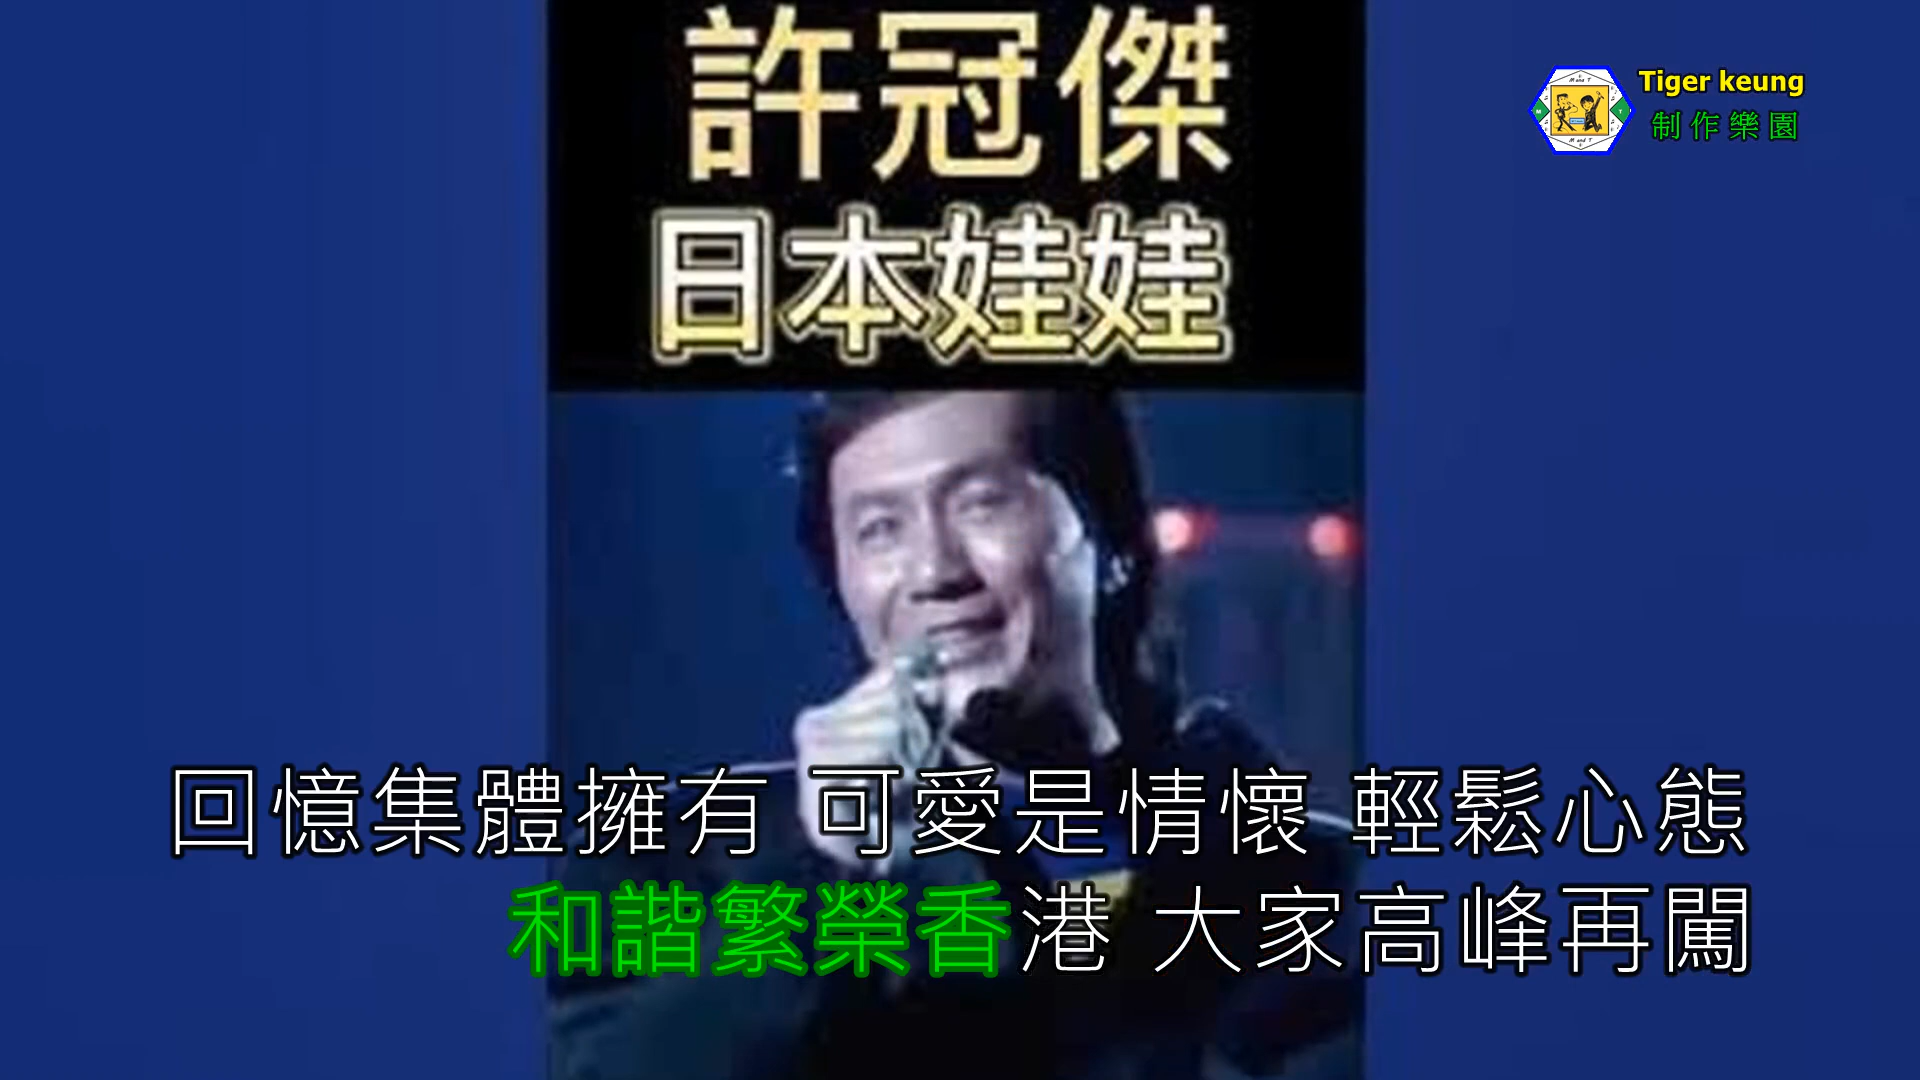 許冠傑
日本娃娃
Tiger keung
制作樂園
回憶集體擁有 可愛是情懷 輕鬆心態
和諧繁榮香港 大家高峰再闖